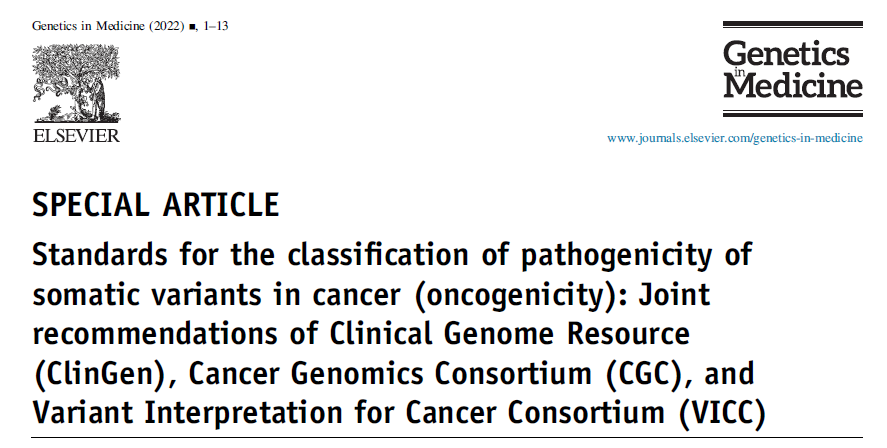 Genetics in Medicine (2022) ■, 1–13
ELSEVIER
Genetics
in
Medicine
www.journals.elsevier.com/genetics-in-medicine
SPECIAL ARTICLE
Standards for the classification of pathogenicity of
somatic variants in cancer (oncogenicity): Joint
recommendations of Clinical Genome Resource
(ClinGen), Cancer Genomics Consortium (CGC), and
Variant Interpretation for Cancer Consortium (VICC)